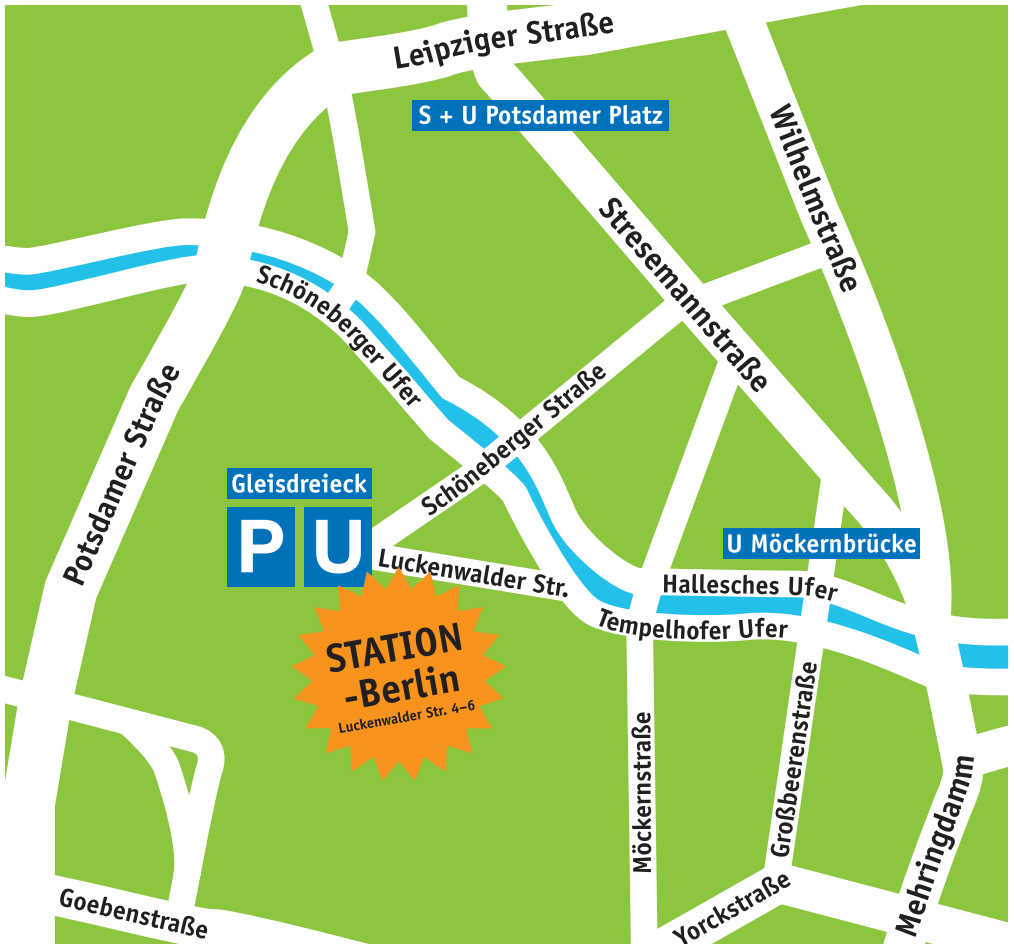 Leipziger Straße
S + U Potsdamer Platz
Wilhelmstraße
Stresemannstraße
Schöneberger Ufer
Potsdamer Straße
Schöneberger Straße
Gleisdreieck
P U
U Möckernbrücke
Luckenwalder Str.
Hallesches Ufer
Tempelhofer Ufer
STATION
-Berlin
Luckenwalder Str. 4–6
Möckernstraße
Großbeerenstraße
Mehringdamm
Yorckstraße
Goebenstraße